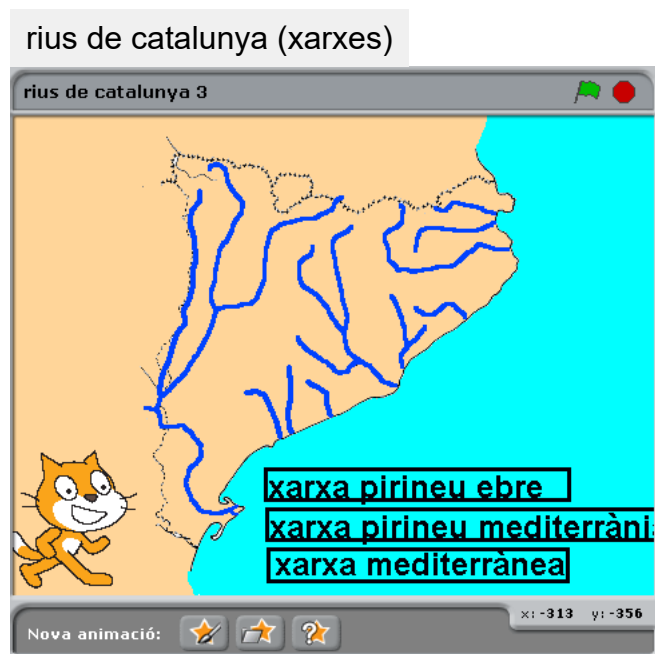 rius de catalunya (xarxes)
rius de catalunya 3
xarxa pirineu ebre
xarxa pirineu mediterràni
xarxa mediterrànea
x: -313 y: -356
Nova animació: